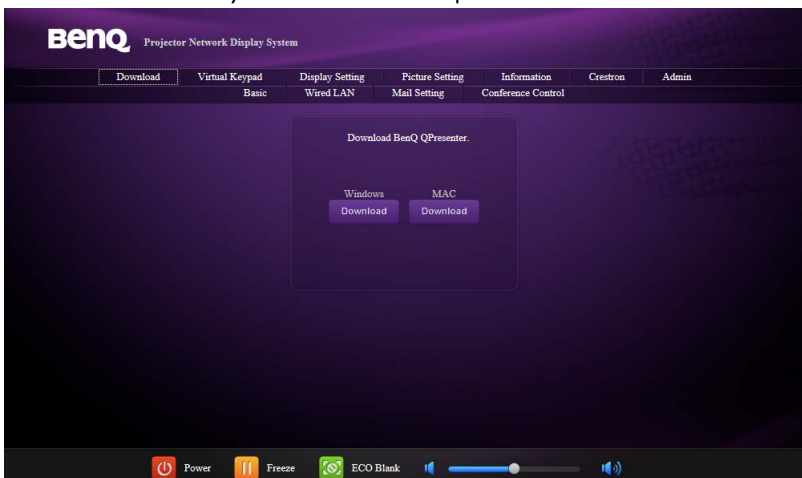 BenQ Projector Network Display System
Download Virtual Keypad Display Setting Picture Setting Information Crestron Admin
Basic Wired LAN Mail Setting Conference Control
Download BenQ QPresenter.
Windows MAC
Download Download
Power Freeze ECO Blank